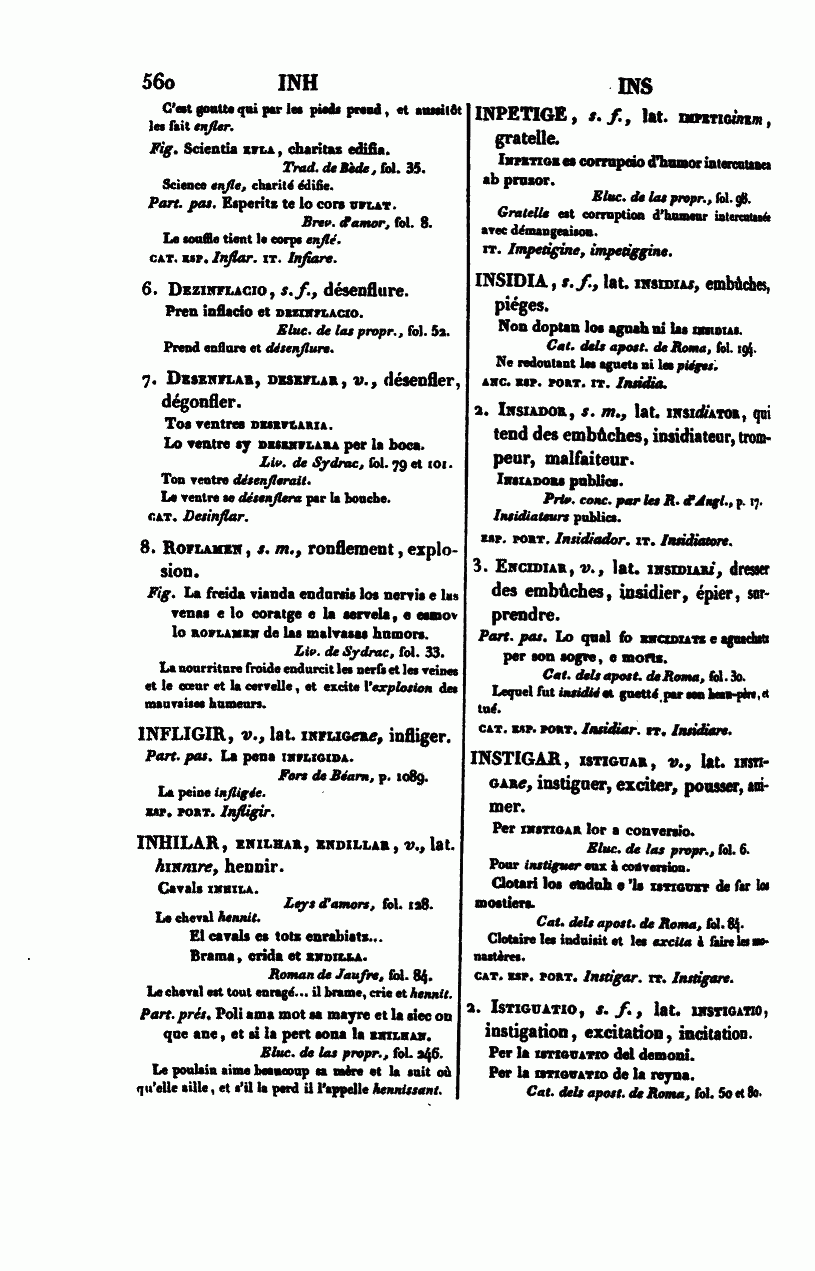 560 INH INS
C'est goutte qui par les pieds prend, et aussitôt
les fait enfler.
Fig. Scientia EFLA, charitaz edifia.
Trad. de Bède, fol. 35.
Science enfle, charité édifie.
Part. pas. Esperitz te lo cors UFLAT.
Brev. d'amor, fol. 8.
Le souffle tient le corps enflé.
CAT. ESP. Inflar. IT. Infiare.
6. DEZINFLACIO, s. f., désenflure.
Pren inflacio et DEZINFLACIO.
Eluc. de las propr., fol. 52.
Prend enflure et désenflure.
7. DESENFLAR, DESEFLAR, v., désenfler,
dégonfler.
Tos ventres DESEFLARIA.
Lo ventre sy DESENFLARA per la boca.
Liv. de Sydrac, fol. 79 et 101.
Ton ventre désenflerait.
Le ventre se désenflera par la bouche.
CAT. Desinflar.
8. ROFLAMEN, s. m., ronflement, explo-
sion.
Fig. La freida vianda endursis los nervis e las
venas e lo coratge e la servela, e esmov
lo ROFLAMEN de las malvasas humors.
Liv. de Sydrac, fol. 33.
La nourriture froide endurcit les nerfs et les veines
et le cœur et la cervelle, et excite l'explosion des
mauvaises humeurs.
INFLIGIR, v., lat. INFLIGERE, infliger.
Part. pas. La pena INFLIGIDA.
Fors de Béarn, p. 1089.
La peine infligée.
ESP. PORT. Infligir.
INHILAR, ENILHAR, ENDILLAR, v., lat.
HINNIRE, hennir.
Cavals INHILA.
Leys d'amors, fol. 128.
Le cheval hennit.
El cavals es totz enrabiatz...
Brama, crida et ENDILLA.
Roman de Jaufre, fol. 84.
Le cheval est tout enragé... il brame, crie et hennit.
Part. prés. Poli ama mot sa mayre et la siec on
que ane, et si la pert sona la ENILHAN.
Eluc. de las propr., fol. 246.
Le poulain aime beaucoup sa mère et la suit où
qu'elle aille, et s'il la perd il l'appelle hennissant.
INPETIGE, s. f., lat. IMPETIGINEM,
gratelle.
INPETIGE es corrupcio d'humor intercutanea
ab pruzor.
Eluc. de las propr., fol. 98.
Gratelle est corruption d'humeur intercutanée
avec démangeaison.
IT. Impetigine, impetiggine.
INSIDIA, s. f., lat. INSIDIAS, embûches,
piéges.
Non doptan los aguah ni las INSIDIAS.
Cat. dels apost. de Roma, fol. 194.
Ne redoutant les aguets ni les piéges.
ANC. ESP. PORT. IT. Insidia.
2. INSIADOR, s. m., lat. INSIDIATOR, qui
tend des embûches, insidiateur, trom-
peur, malfaiteur.
INSIADORS publics.
Priv. conc. par les R. d'Angl., p. 17.
Insidiateurs publics.
ESP. PORT. Insidiador. IT. Insidiatore.
3. ENCIDIAR, v., lat. INSIDIARI, dresser
des embûches, insidier, épier, sur-
prendre.
Part. pas. Lo qual fo ENCIDIATS e aguachats
per son sogre, e mortz.
Cat. dels apost. de Roma, fol. 30.
Lequel fut insidié et guetté par son beau-père, et
tué.
CAT. ESP. PORT. Insidiar. IT. Insidiare.
INSTIGAR, ISTIGUAR, v., lat. INSTI-
GARE, instiguer, exciter, pousser, ani-
mer.
Per INSTIGAR lor a conversio.
Eluc. de las propr., fol. 6.
Pour instiguer eux à conversion.
Clotari los enduh e 'ls ISTIGUET de far los
mostiers.
Cat. dels apost. de Roma, fol. 84.
Clotaire les induisit et les excita à faire les mo-
nastères.
CAT. ESP. PORT. Instigar. IT. Instigare.
2. ISTIGUATIO, s. f., lat. INSTIGATIO,
instigation, excitation, incitation.
Per la ISTIGUATIO del demoni.
Per la ISTIGUATIO de la reyna.
Cat. dels apost. de Roma, fol. 50 et 80.